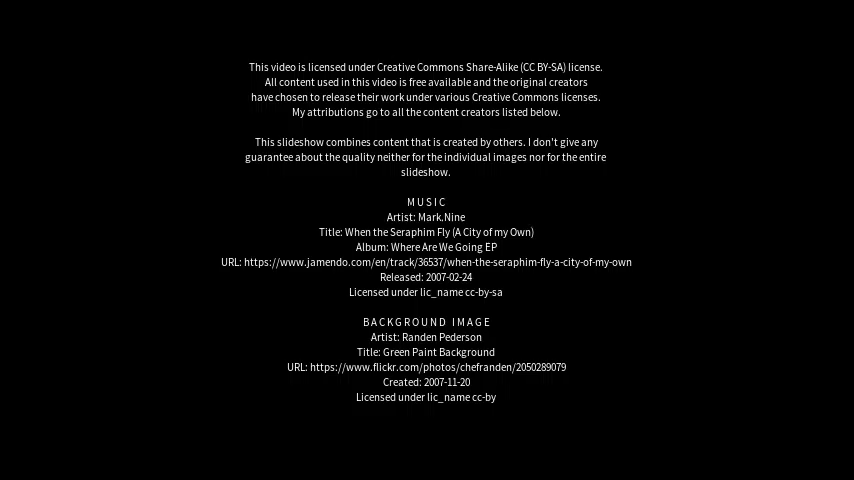 This video is licensed under Creative Commons Share-Alike (CC BY-SA) license.
All content used in this video is free available and the original creators
have chosen to release their work under various Creative Commons licenses.
My attributions go to all the content creators listed below.
This slideshow combines content that is created by others. I don't give any
guarantee about the quality neither for the individual images nor for the entire
slideshow.
MUSIC
Artist: Mark.Nine
Title: When the Seraphim Fly (A City of my Own)
Album: Where Are We Going EP
URL: https://www.jamendo.com/en/track/36537/when-the-seraphim-fly-a-city-of-my-own
Released: 2007-02-24
Licensed under lic_name cc-by-sa
BACKGROUND IMAGE
Artist: Randen Pederson
Title: Green Paint Background
URL: https://www.flickr.com/photos/chefranden/2050289079
Created: 2007-11-20
Licensed under lic_name cc-by